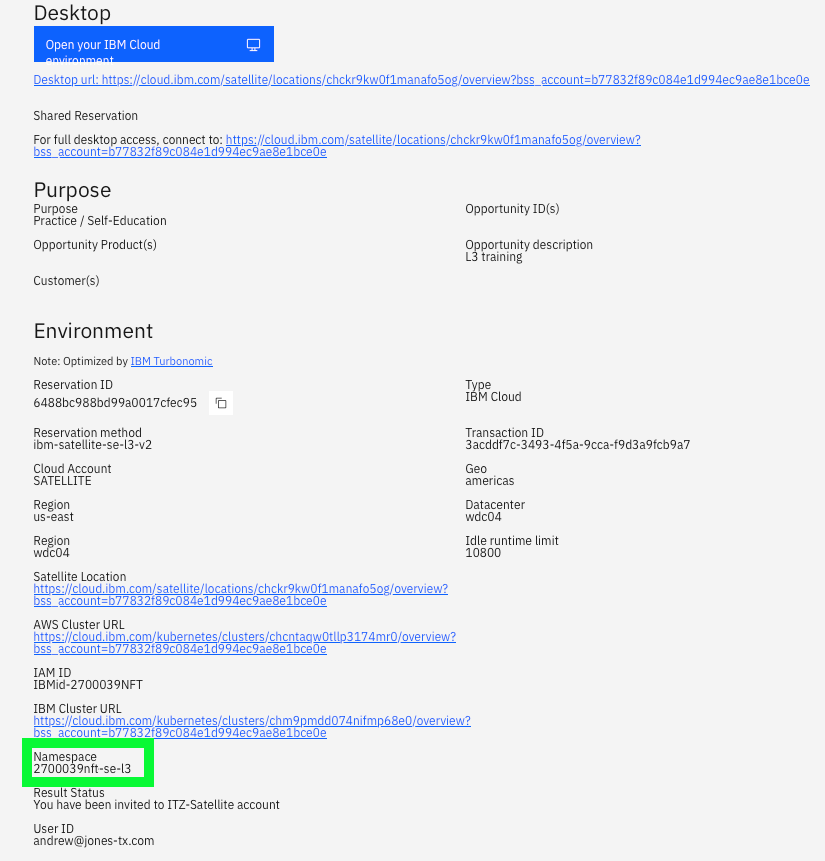 Desktop
Open your IBM Cloud
environment
Desktop url: https://cloud.ibm.com/satellite/locations/chckr9kw0f1manafo5og/overview?bss_account=b77832f89c084e1d994ec9ae8e1bce0e
Shared Reservation
For full desktop access, connect to: https://cloud.ibm.com/satellite/locations/chckr9kw0f1manafo5og/overview?
bss_account=b77832f89c084e1d994ec9ae8e1bce0e
Purpose
Purpose
Practice / Self-Education
Opportunity ID(s)
Opportunity Product(s)
Opportunity description
L3 training
Customer(s)
Environment
Note: Optimized by IBM Turbonomic
Reservation ID
6488bc988bd99a0017cfec95
Type
IBM Cloud
Reservation method
ibm-satellite-se-l3-v2
Transaction ID
3acddf7c-3493-4f5a-9cca-f9d3a9fcb9a7
Cloud Account
SATELLITE
Geo
americas
Region
us-east
Datacenter
wdc04
Region
wdc04
Idle runtime limit
10800
Satellite Location
https://cloud.ibm.com/satellite/locations/chckr9kw0f1manafo5og/overview?
bss_account=b77832f89c084e1d994ec9ae8e1bce0e
AWS Cluster URL
https://cloud.ibm.com/kubernetes/clusters/chcntaqw0tllp3174mr0/overview?
bss_account=b77832f89c084e1d994ec9ae8e1bce0e
IAM ID
IBMid-2700039NFT
IBM Cluster URL
https://cloud.ibm.com/kubernetes/clusters/chm9pmdd074nifmp68e0/overview?
bss_account=b77832f89c084e1d994ec9ae8e1bce0e
Namespace
2700039nft-se-l3
Result Status
You have been invited to ITZ-Satellite account
User ID
andrew@jones-tx.com